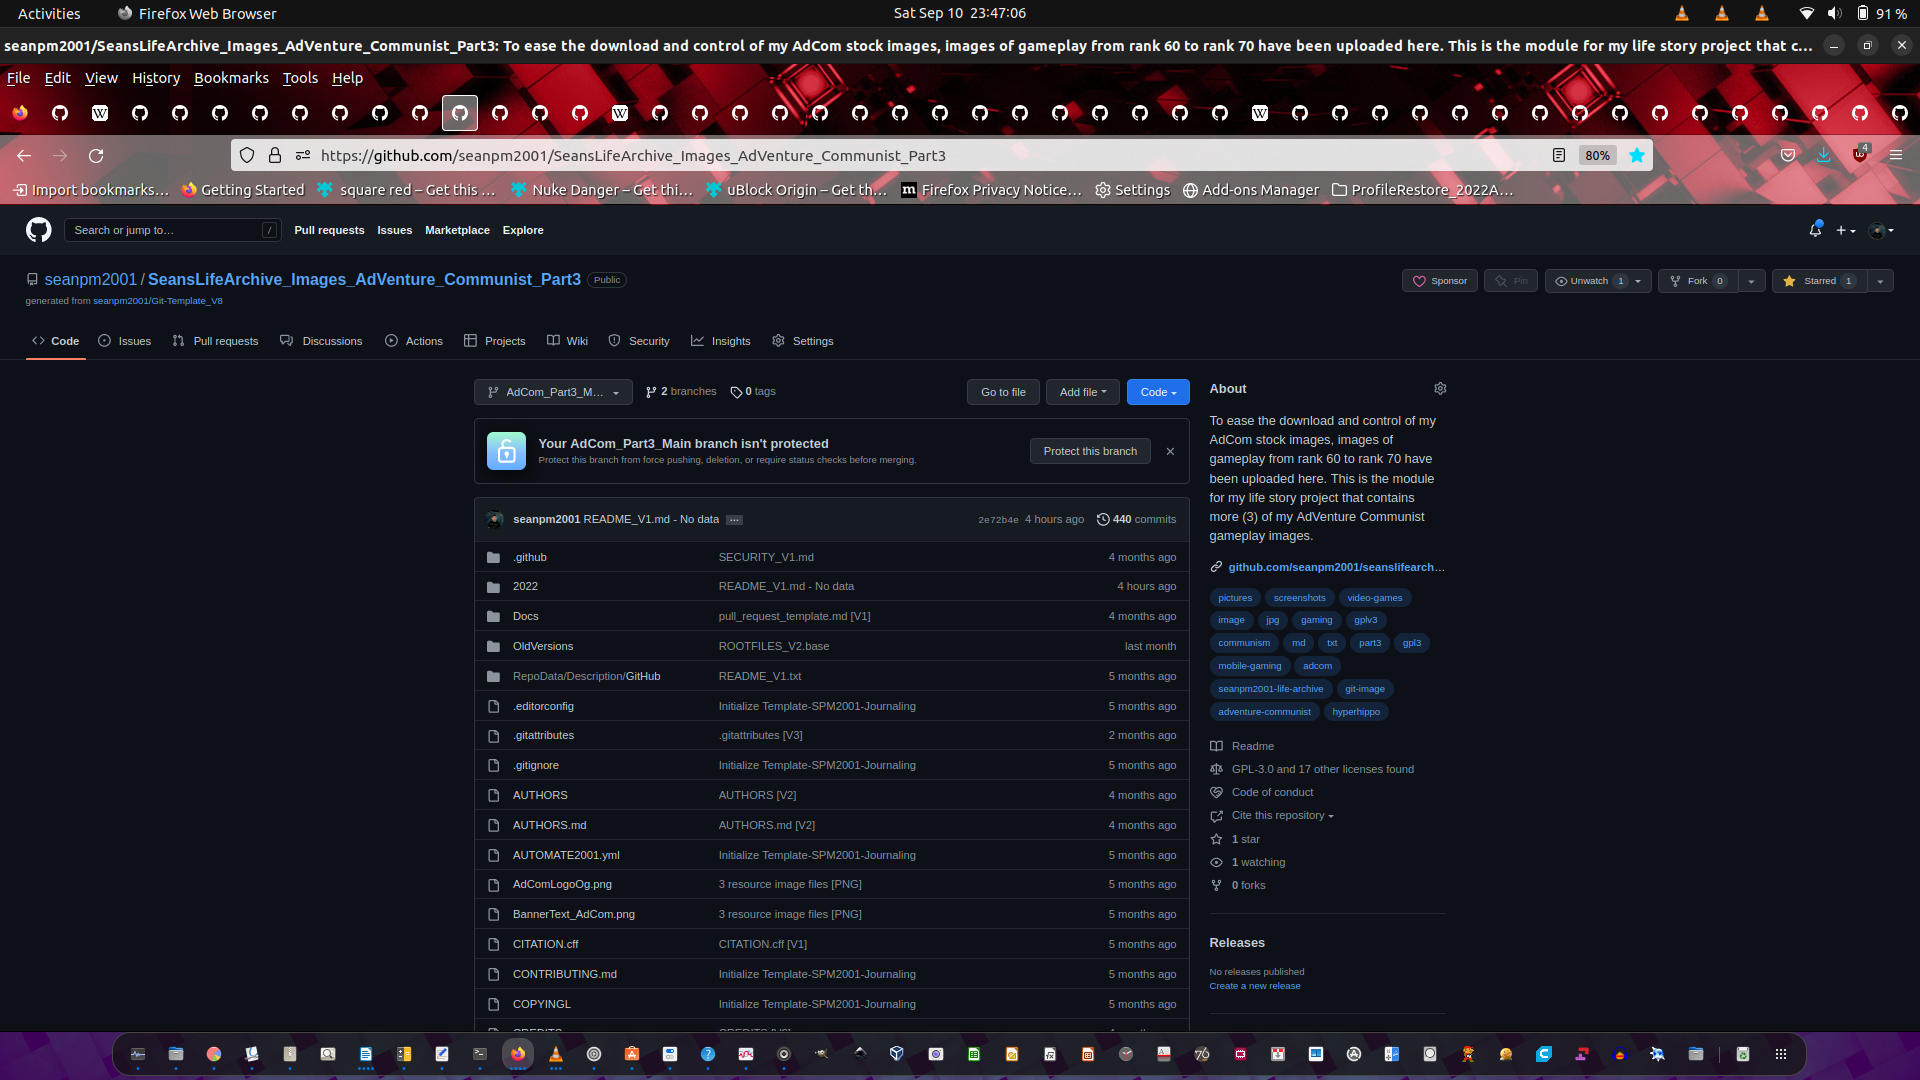 Activities
Firefox Web Browser
Sat Sep 10 23:47:06
91 %
seanpm2001/SeansLifeArchive_Images_AdVenture_Communist_Part3: To ease the download and control of my AdCom stock images, images of gameplay from rank 60 to rank 70 have been uploaded here. This is the module for my life story project that c...
File Edit View History Bookmarks Tools Help
https://github.com/seanpm2001/SeansLifeArchive_Images_AdVenture_Communist_Part3
80%
4
Import bookmarks...
Getting Started
square red – Get this ...
Nuke Danger – Get thi...
uBlock Origin – Get th...
Firefox Privacy Notice...
Settings
Add-ons Manager
ProfileRestore_2022A...
Search or jump to...
/
Pull requests
Issues
Marketplace
Explore
seanpm2001 / SeansLifeArchive_Images_AdVenture_Communist_Part3
Public
generated from seanpm2001/Git-Template_V8
Sponsor
Pin
Unwatch 1
Fork 0
Starred 1
Code
Issues
Pull requests
Discussions
Actions
Projects
Wiki
Security
Insights
Settings
AdCom_Part3_M...
2 branches
0 tags
Go to file
Add file
Code
Your AdCom_Part3_Main branch isn't protected
Protect this branch from force pushing, deletion, or require status checks before merging.
Protect this branch
seanpm2001 README_V1.md - No data ...
2e72b4e 4 hours ago
440 commits
.github SECURITY_V1.md 4 months ago
2022 README_V1.md - No data 4 hours ago
Docs pull_request_template.md [V1] 4 months ago
OldVersions ROOTFILES_V2.base last month
RepoData/Description/GitHub README_V1.txt 5 months ago
.editorconfig Initialize Template-SPM2001-Journaling 5 months ago
.gitattributes .gitattributes [V3] 2 months ago
.gitignore Initialize Template-SPM2001-Journaling 5 months ago
AUTHORS AUTHORS [V2] 4 months ago
AUTHORS.md AUTHORS.md [V2] 4 months ago
AUTOMATE2001.yml Initialize Template-SPM2001-Journaling 5 months ago
AdComLogoOg.png 3 resource image files [PNG] 5 months ago
BannerText_AdCom.png 3 resource image files [PNG] 5 months ago
CITATION.cff CITATION.cff [V1] 5 months ago
CONTRIBUTING.md Initialize Template-SPM2001-Journaling 5 months ago
COPYINGL Initialize Template-SPM2001-Journaling 5 months ago
About
To ease the download and control of my
AdCom stock images, images of
gameplay from rank 60 to rank 70 have
been uploaded here. This is the module
for my life story project that contains
more (3) of my AdVenture Communist
gameplay images.
github.com/seanpm2001/seanslifearch...
pictures screenshots video-games
image jpg gaming gplv3
communism md txt part3 gpl3
mobile-gaming adcom
seanpm2001-life-archive git-image
adventure-communist hyperhippo
Readme
GPL-3.0 and 17 other licenses found
Code of conduct
Cite this repository
1 star
1 watching
0 forks
Releases
No releases published
Create a new release